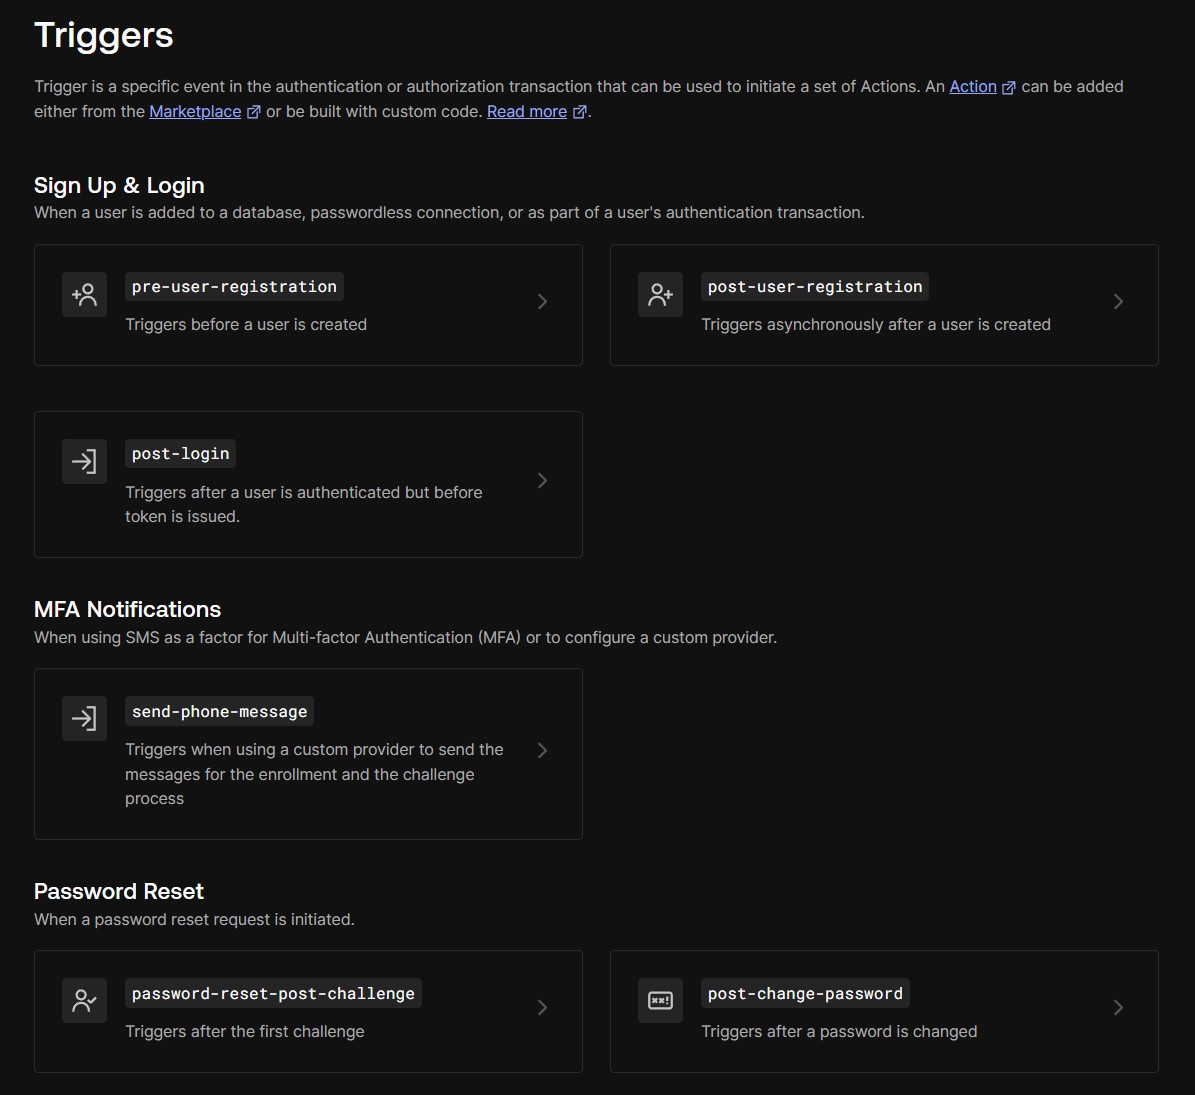 Triggers
Trigger is a specific event in the authentication or authorization transaction that can be used to initiate a set of Actions. An Action can be added
either from the Marketplace or be built with custom code. Read more.
Sign Up & Login
When a user is added to a database, passwordless connection, or as part of a user's authentication transaction.
pre-user-registration
Triggers before a user is created
post-user-registration
Triggers asynchronously after a user is created
post-login
Triggers after a user is authenticated but before
token is issued.
MFA Notifications
When using SMS as a factor for Multi-factor Authentication (MFA) or to configure a custom provider.
send-phone-message
Triggers when using a custom provider to send the
messages for the enrollment and the challenge
process
Password Reset
When a password reset request is initiated.
password-reset-post-challenge
Triggers after the first challenge
post-change-password
Triggers after a password is changed